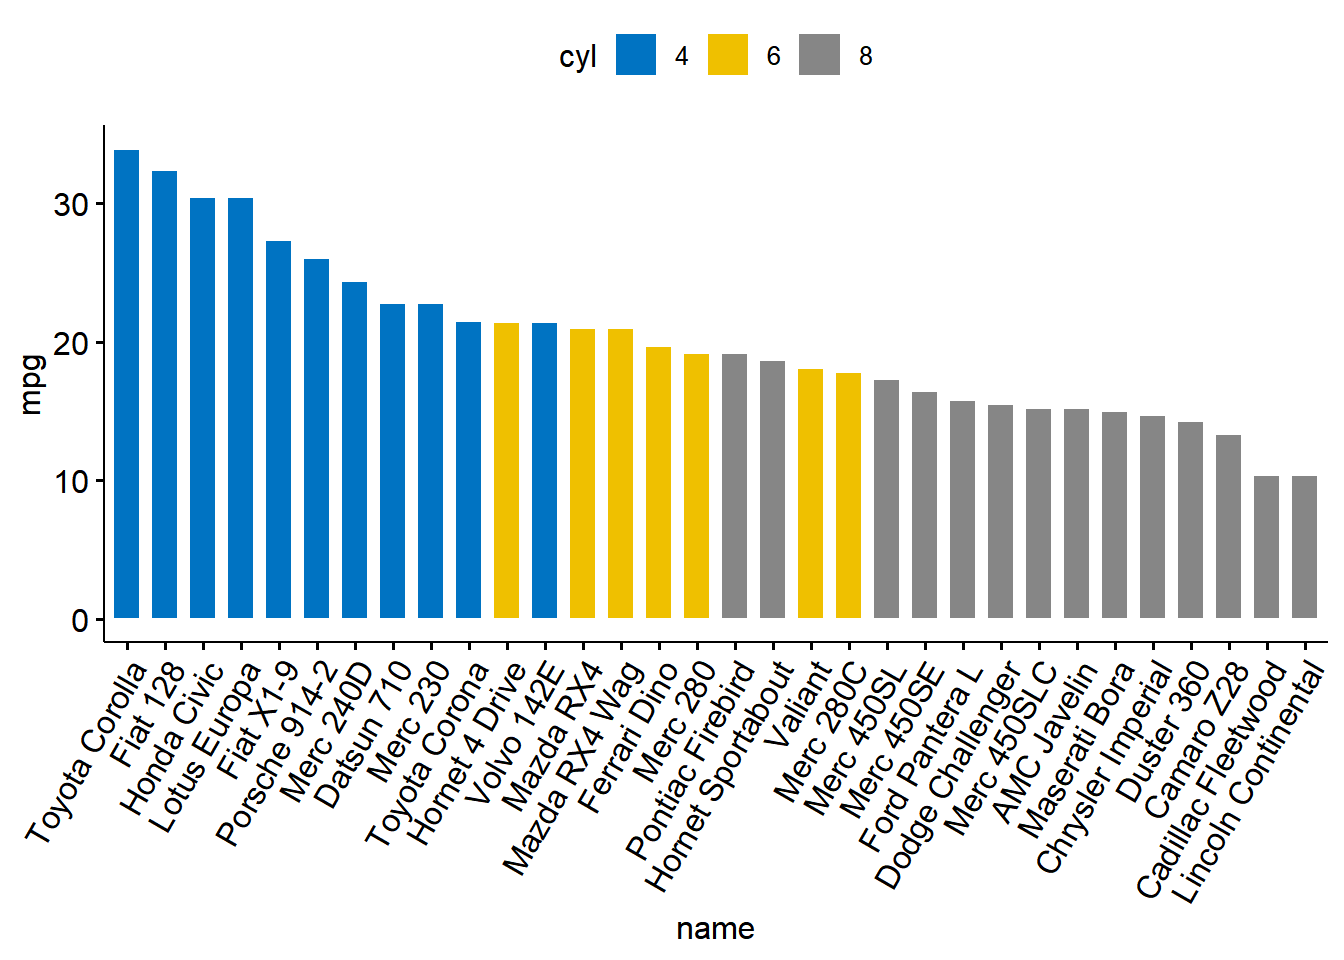 cyl 4 6 8
30
20
10
0
mpg
Toyota Corolla
Fiat 128
Honda Civic
Lotus Europa
Fiat X1-9
Porsche 914-2
Merc 240D
Datsun 710
Merc 230
Toyota Corona
Hornet 4 Drive
Volvo 142E
Mazda RX4
Mazda RX4 Wag
Ferrari Dino
Merc 280
Pontiac Firebird
Hornet Sportabout
Valiant
Merc 280C
Merc 450SL
Merc 450SE
Ford Pantera L
Dodge Challenger
Merc 450SLC
AMC Javelin
Maserati Bora
Chrysler Imperial
Duster 360
Camaro Z28
Cadillac Fleetwood
Lincoln Continental
name